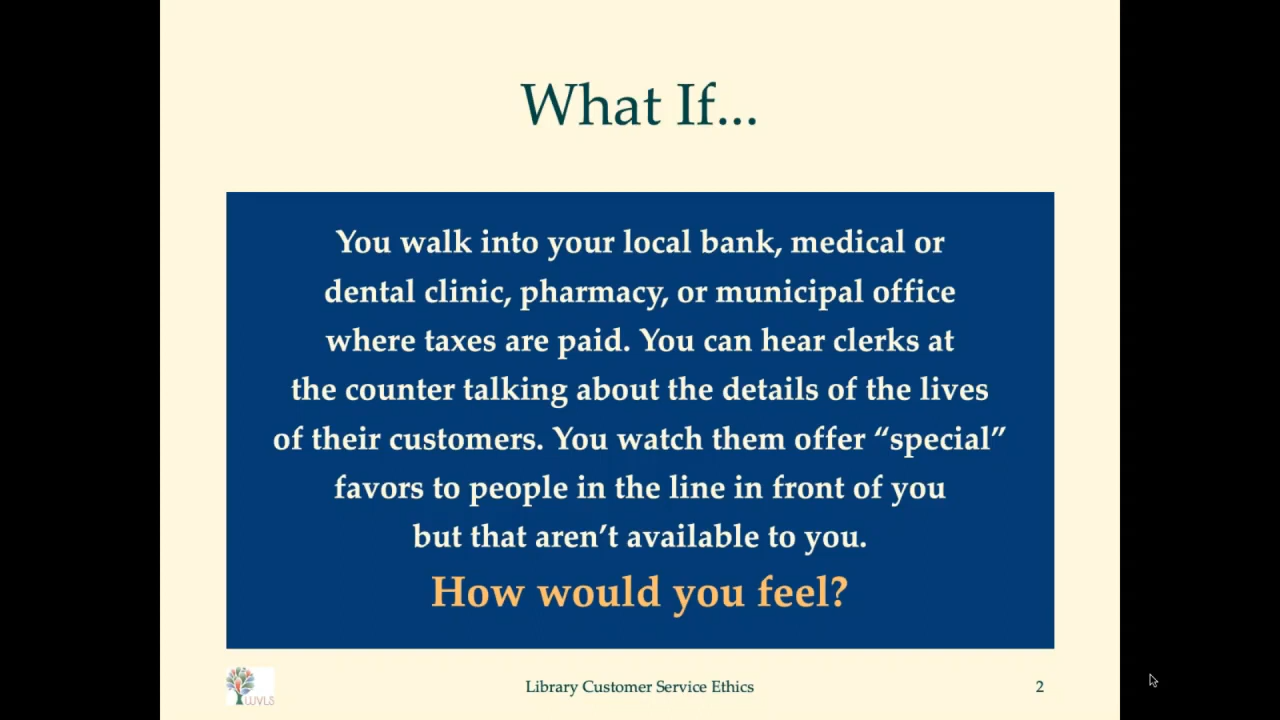 What If...
You walk into your local bank, medical or
dental clinic, pharmacy, or municipal office
where taxes are paid. You can hear clerks at
the counter talking about the details of the lives
of their customers. You watch them offer “special”
favors to people in the line in front of you
but that aren’t available to you.
How would you feel?
WVLS
Library Customer Service Ethics
2